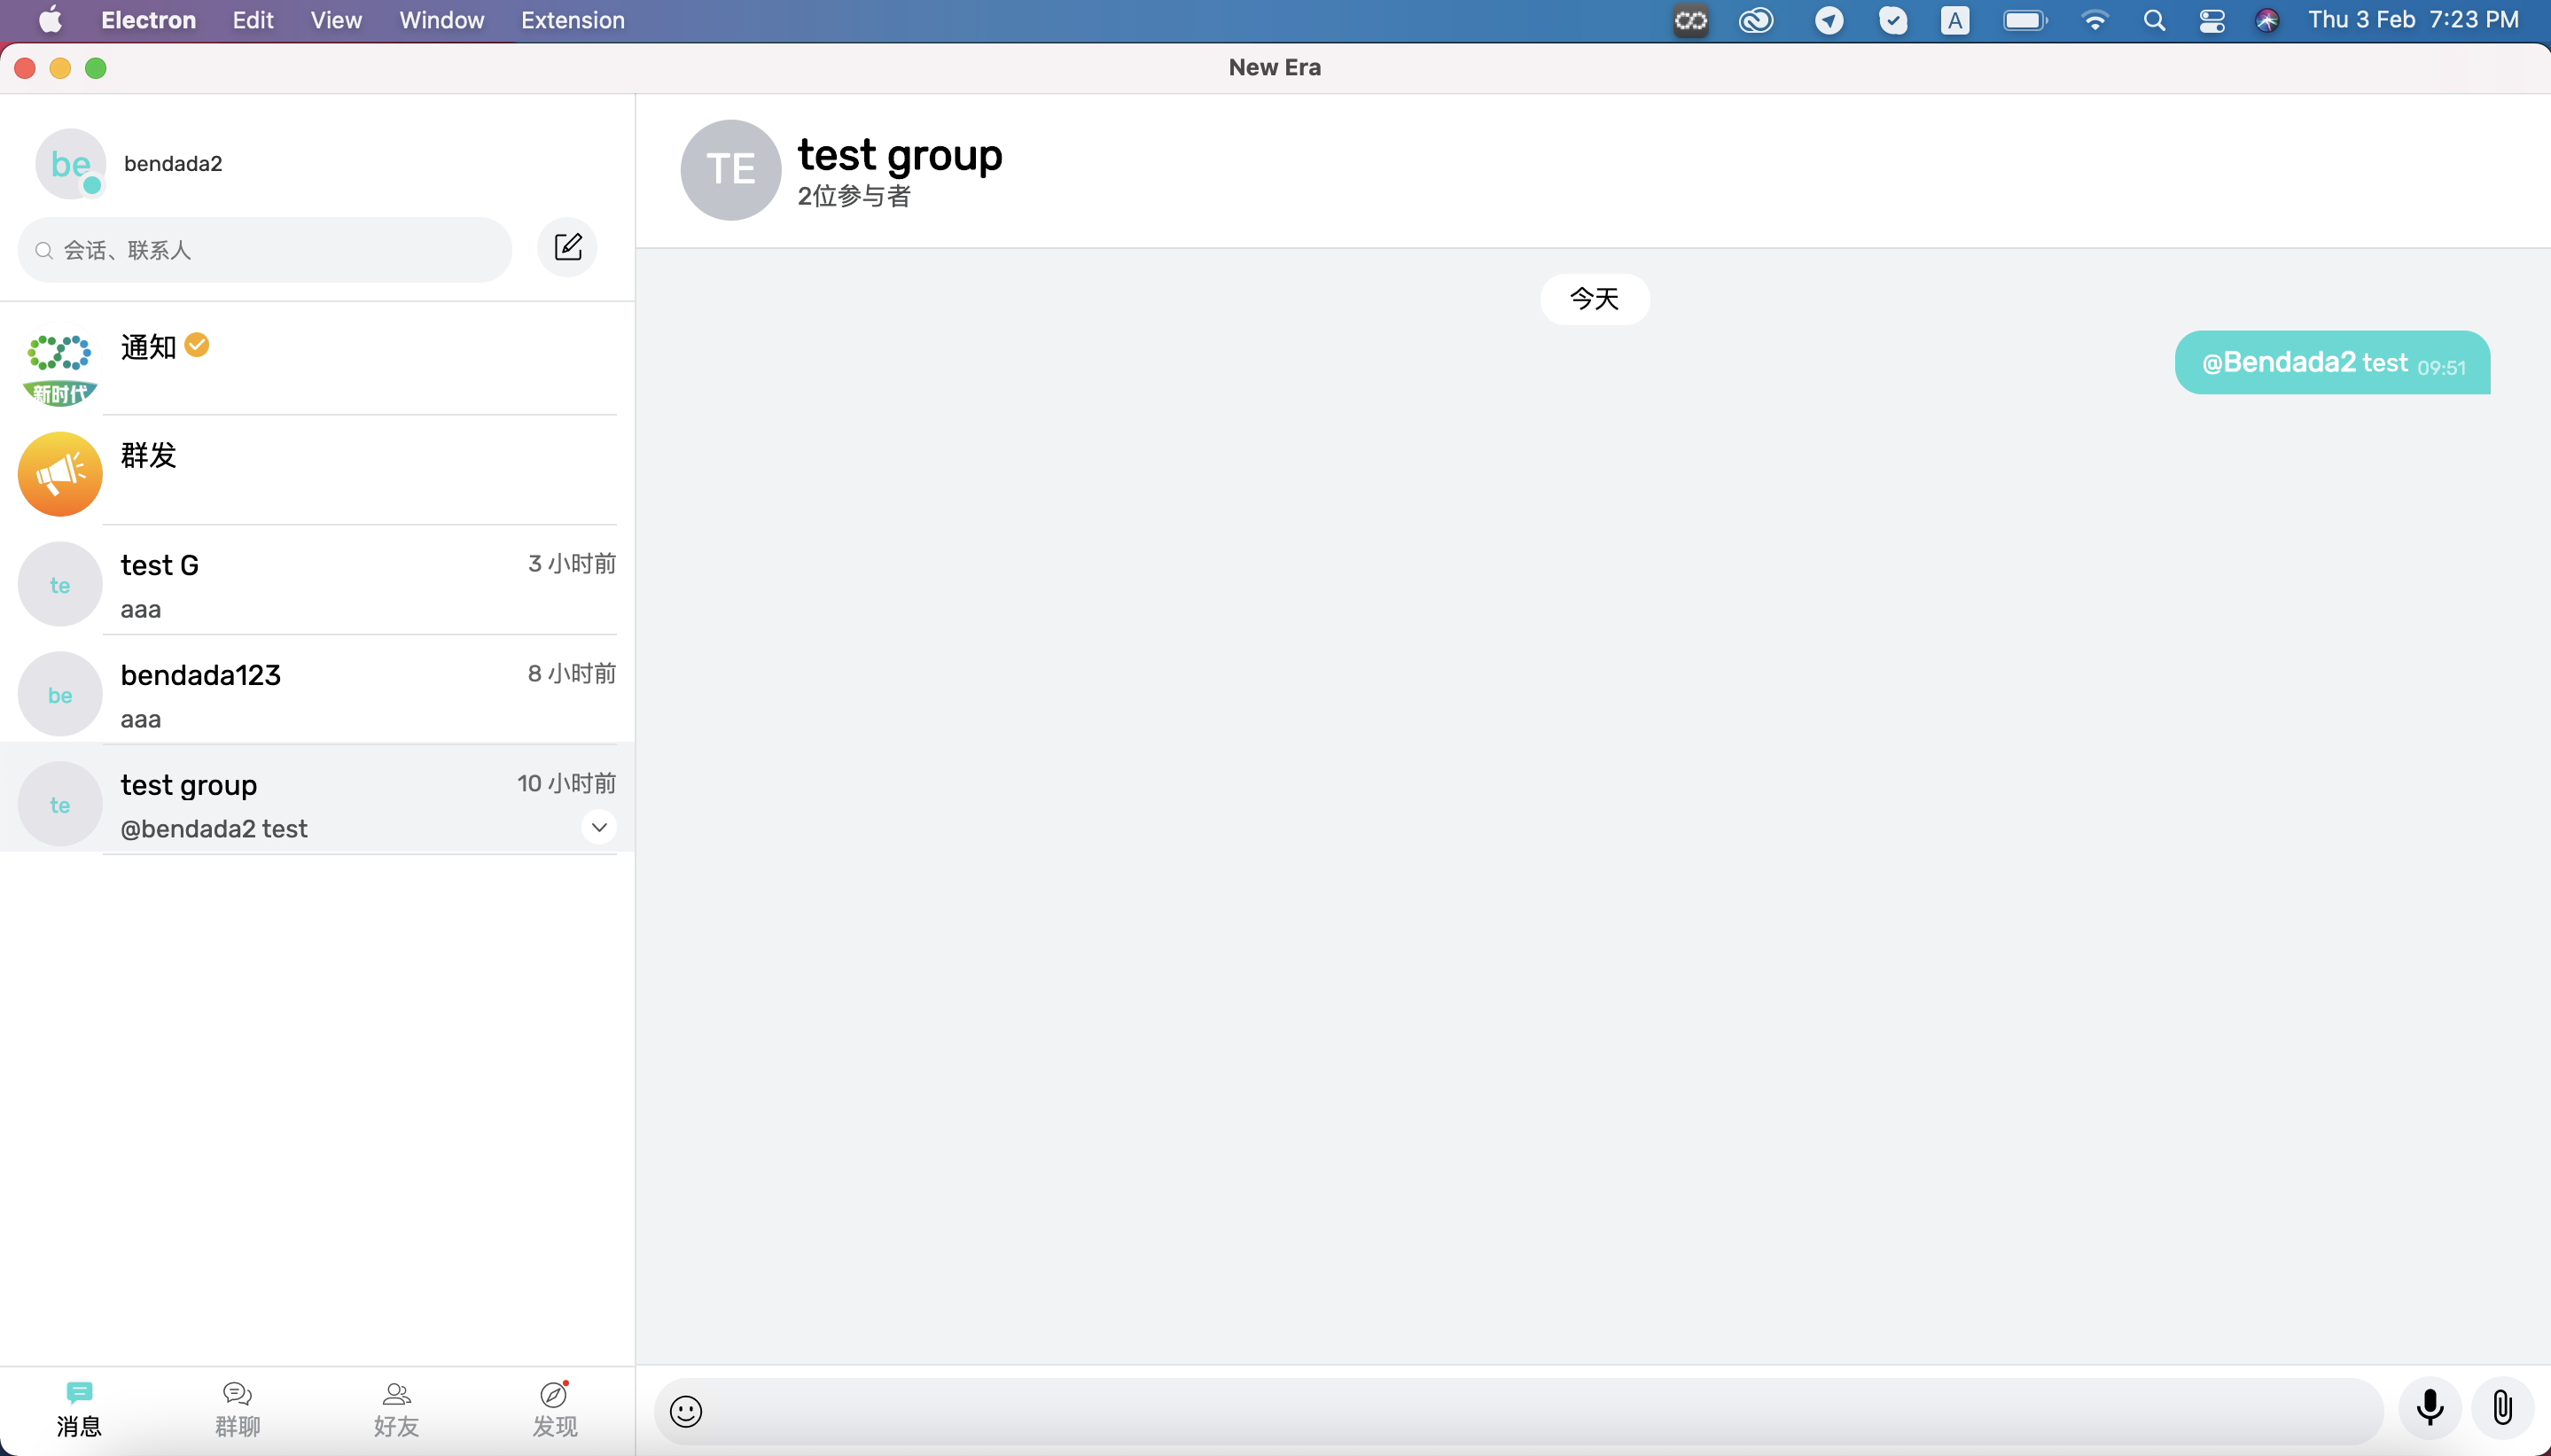 Electron Edit View Window Extension A Thu 3 Feb 7:23 PM
New Era
be bendada2
会话、联系人
通知
新时代
群发
te test G 3 小时前
aaa
be bendada123 8 小时前
aaa
te test group 10 小时前
@bendada2 test
消息 群聊 好友 发现
TE test group
2位参与者
今天
@Bendada2 test 09:51